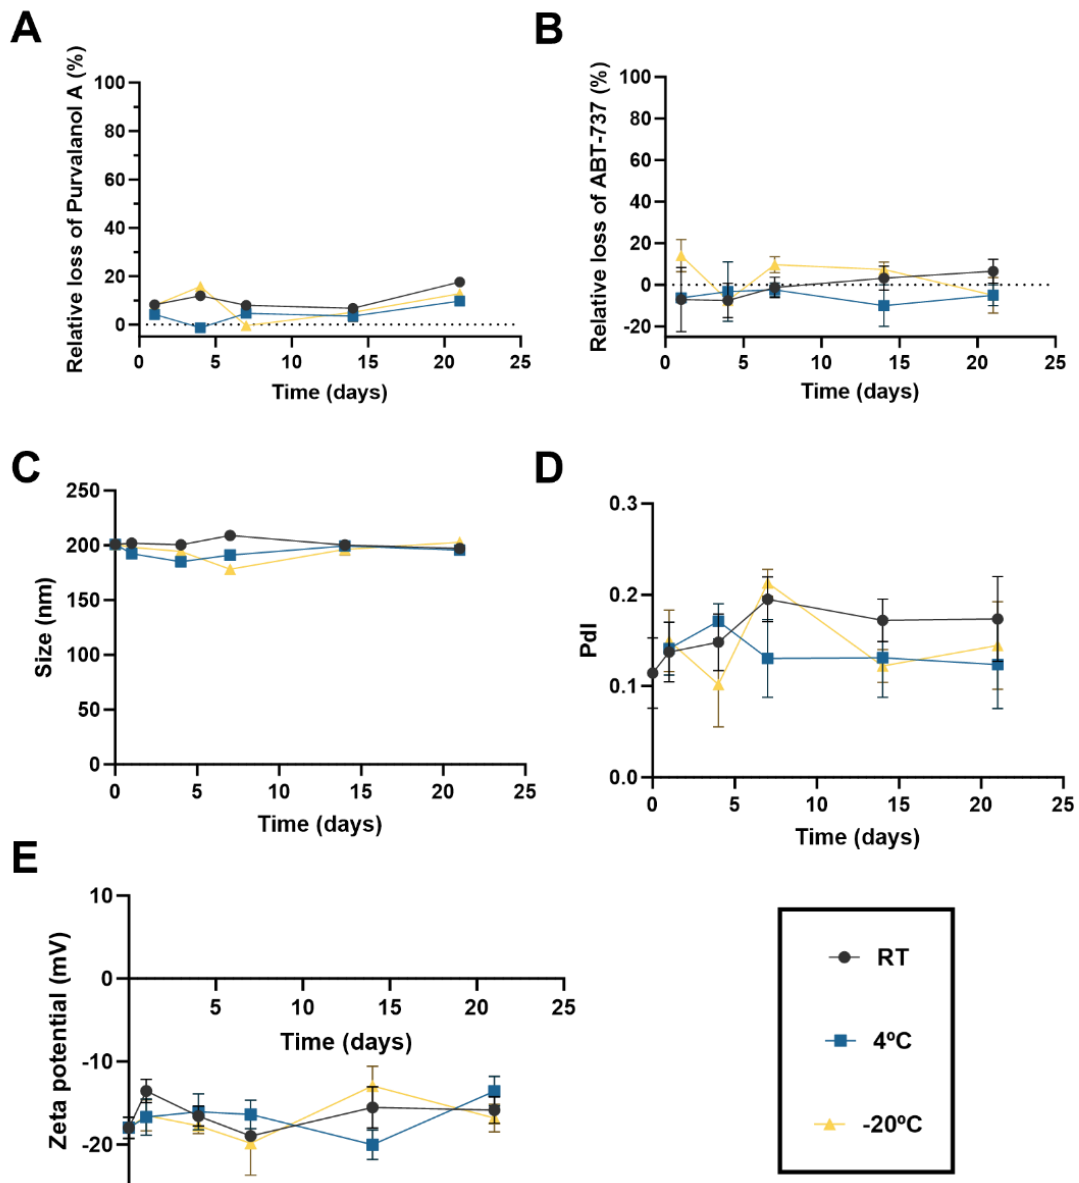 A
Relative loss of Purvalanol A (%)
100
80
60
40
20
0
0 5 10 15 20 25
Time (days)
B
Relative loss of ABT-737 (%)
100
80
60
40
20
0
-20
0 5 10 15 20 25
Time (days)
C
Size (nm)
250
200
150
100
50
0
0 5 10 15 20 25
Time (days)
D
PdI
0.3
0.2
0.1
0.0
0 5 10 15 20 25
Time (days)
E
Zeta potential (mV)
10
0
-10
-20
5 10 15 20 25
Time (days)
RT
4ºC
-20ºC